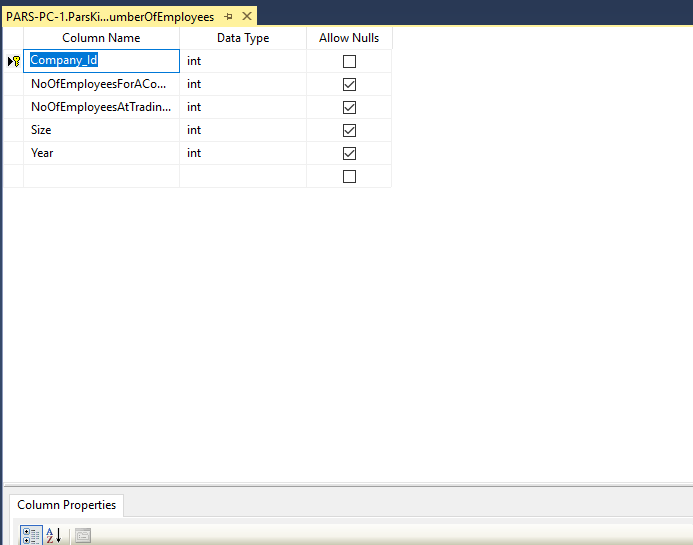 PARS-PC-1.ParsKi...umberOfEmployees
Column Name Data Type Allow Nulls
Company_Id int
NoOfEmployeesForACo... int
NoOfEmployeesAtTradin... int
Size int
Year int
Column Properties
A
Z